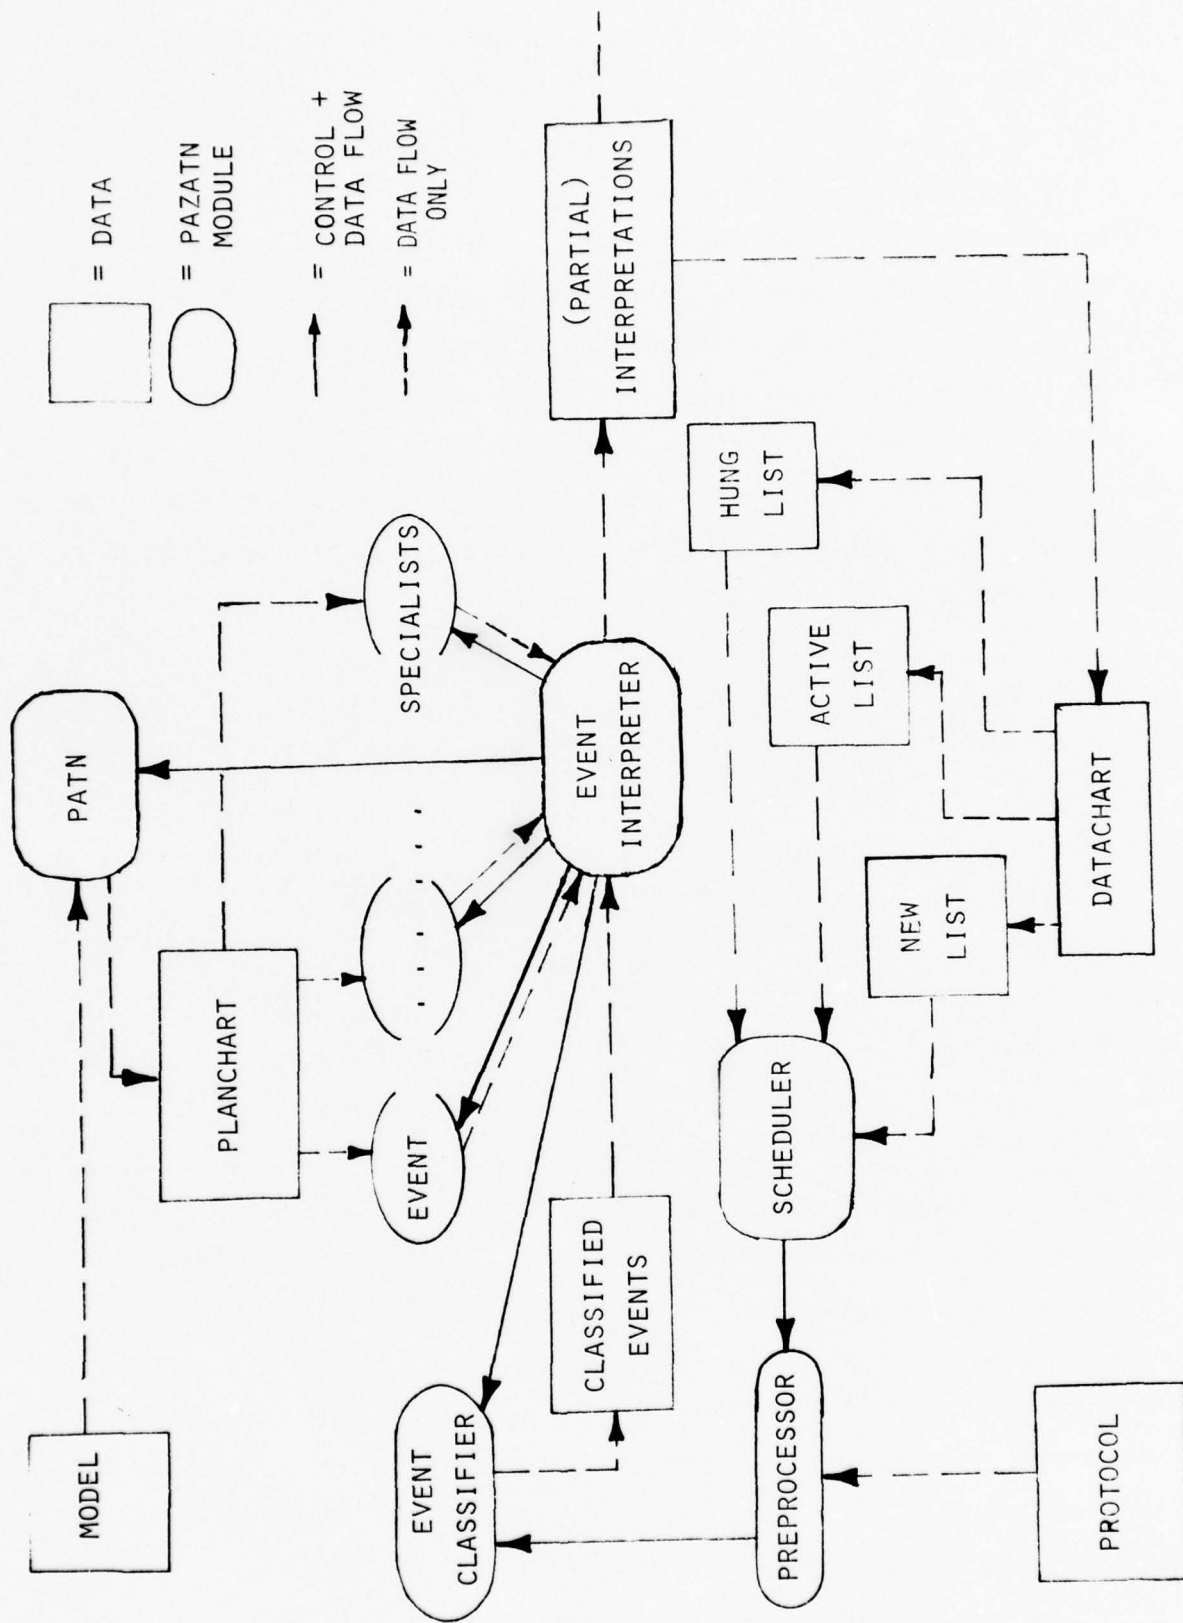 MODEL
PATN
PLANCHART
EVENT
. . . . . .
SPECIALISTS
EVENT
CLASSIFIER
CLASSIFIED
EVENTS
EVENT
INTERPRETER
(PARTIAL)
INTERPRETATIONS
PREPROCESSOR
SCHEDULER
HUNG
LIST
ACTIVE
LIST
NEW
LIST
PROTOCOL
DATACHART
= DATA
= PAZATN
MODULE
= CONTROL +
DATA FLOW
= DATA FLOW
ONLY